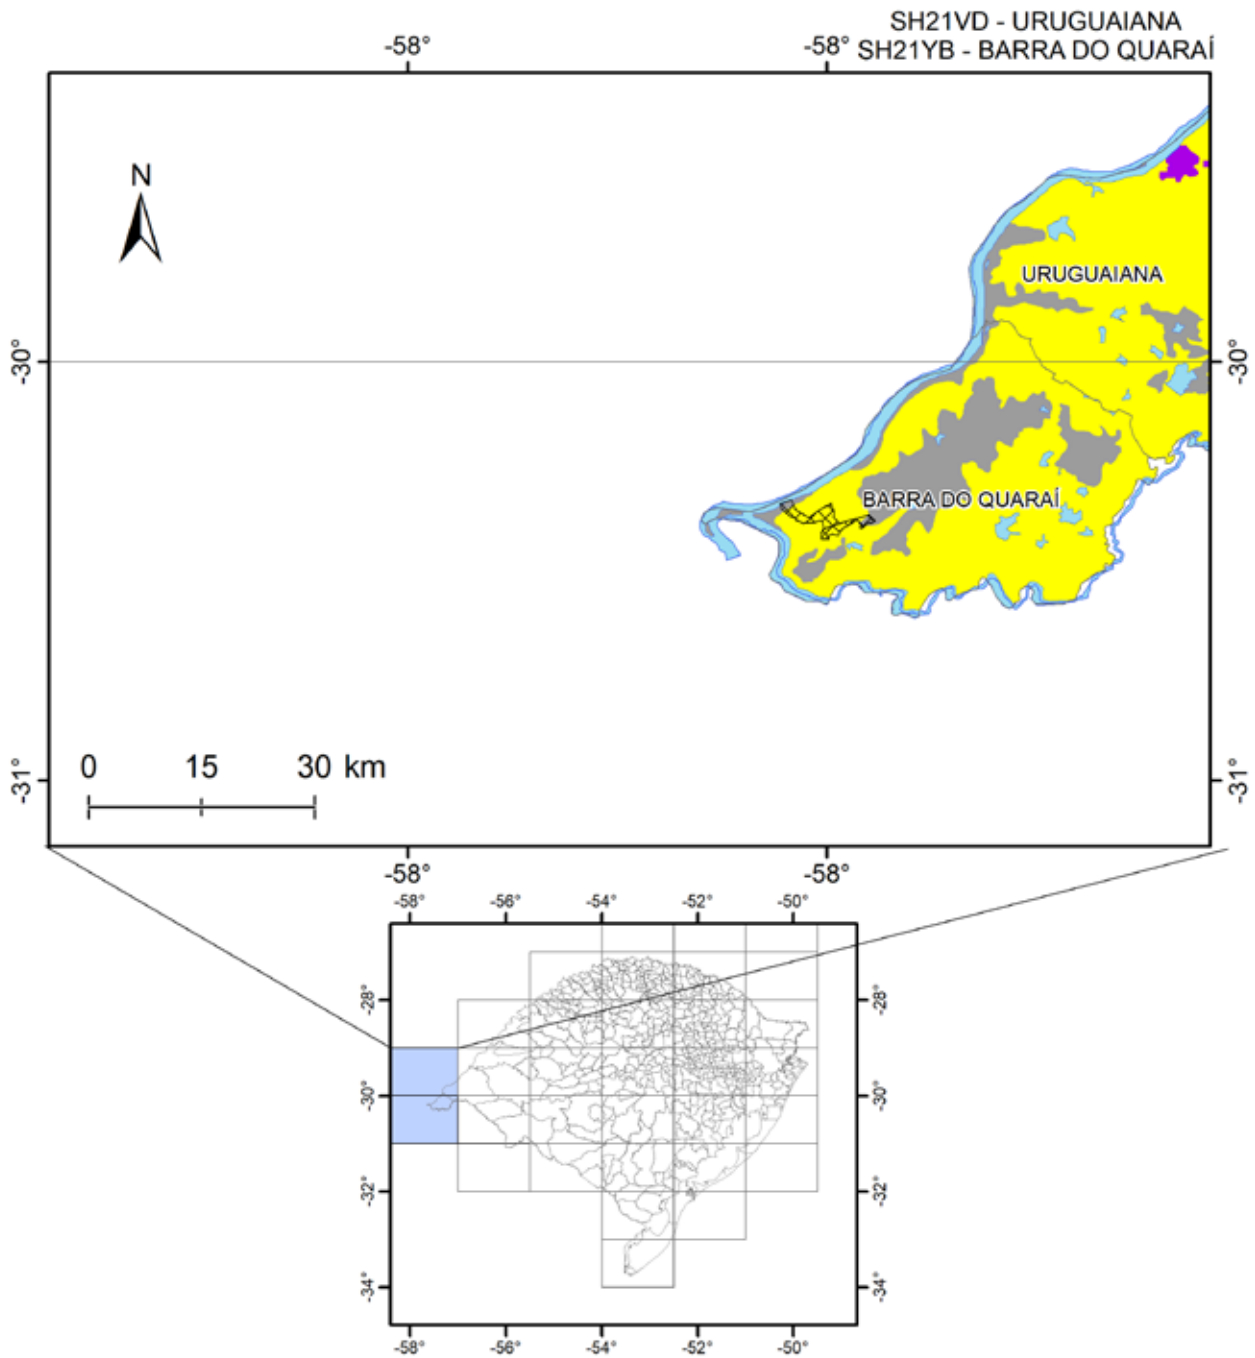 SH21VD - URUGUAIANA
SH21YB - BARRA DO QUARAÍ
-58° -58°
N
URUGUAIANA
-30° -30°
BARRA DO QUARAÍ
0 15 30 km
-31° -31°
-58° -58°
-58° -56° -54° -52° -50°
-28° -28°
-30° -30°
-32° -32°
-34° -34°
-58° -56° -54° -52° -50°